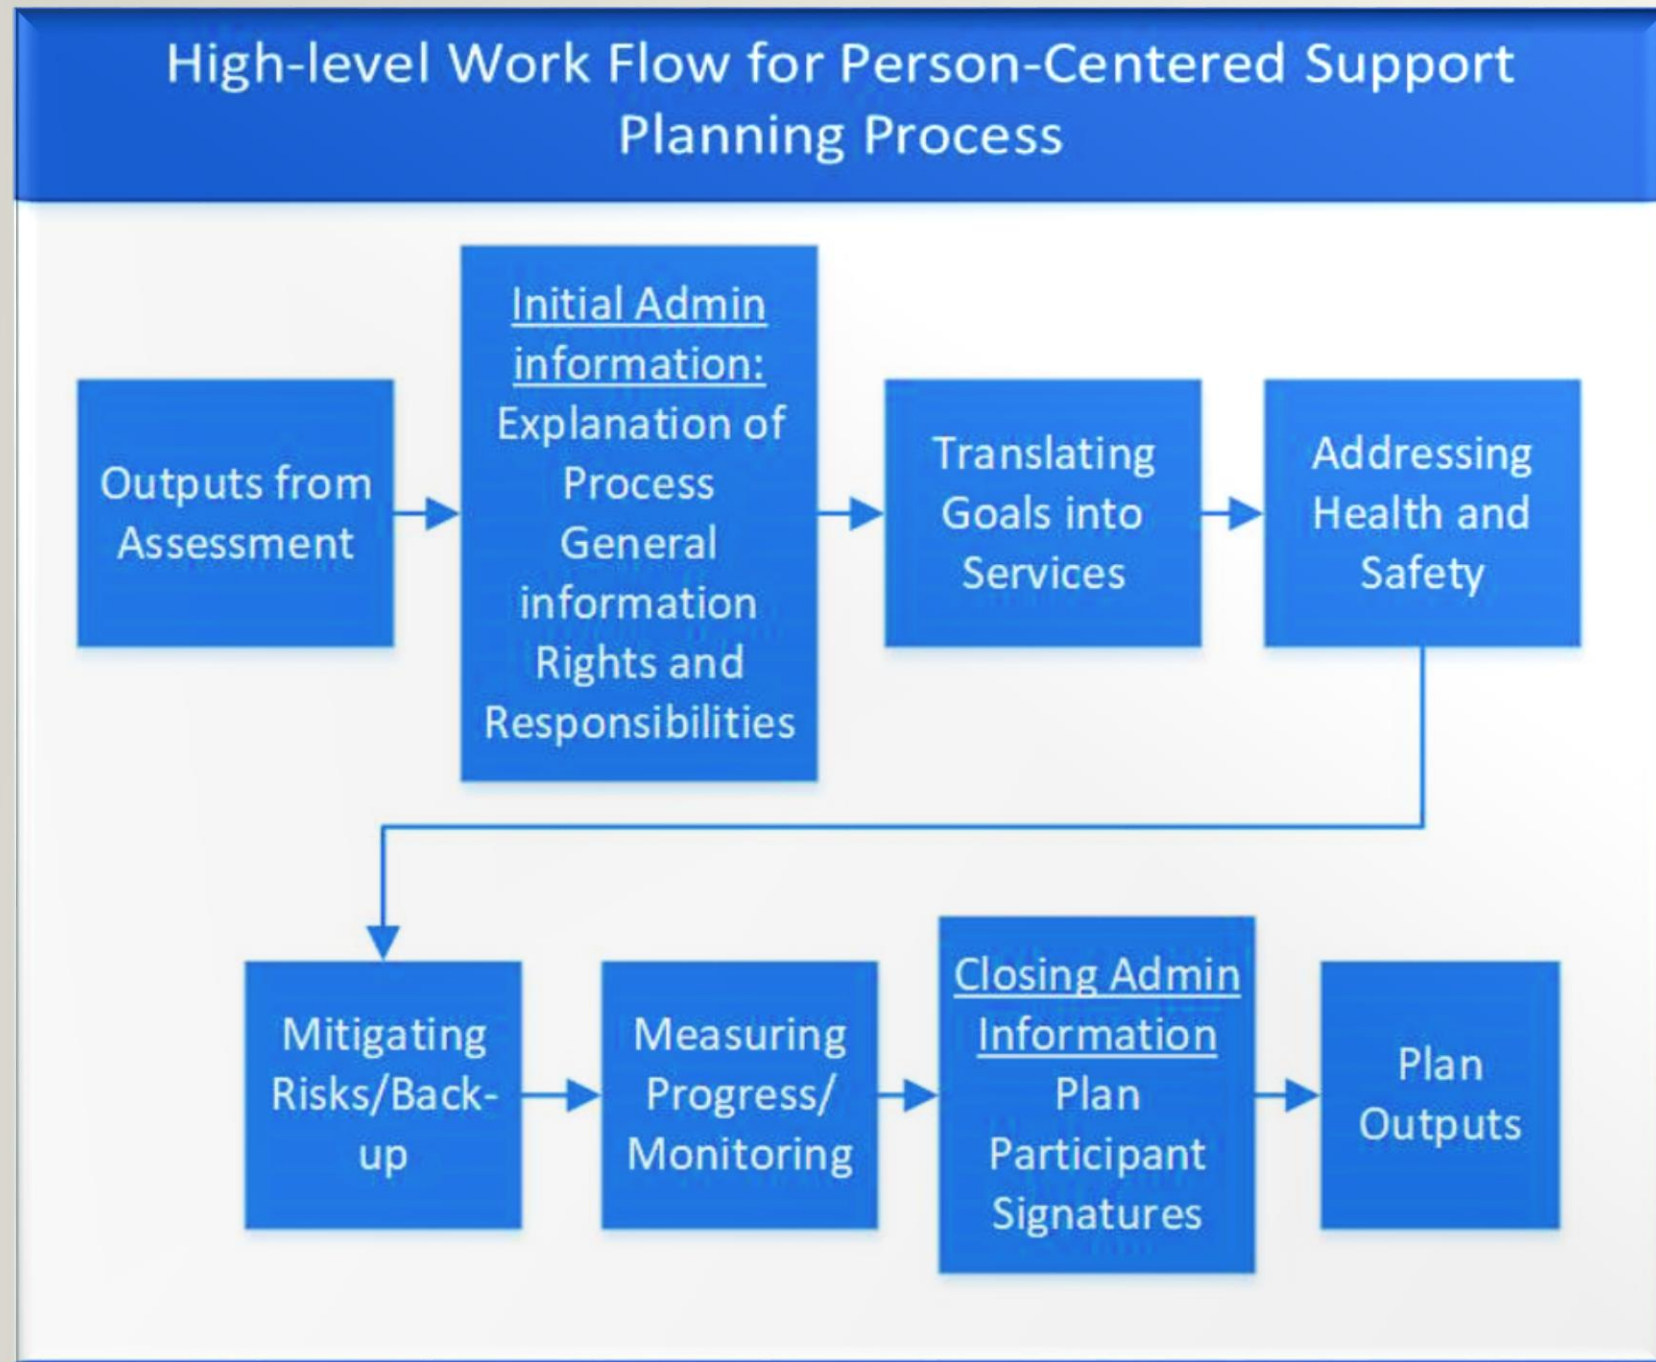 High-level Work Flow for Person-Centered Support
Planning Process
Outputs from
Assessment
Initial Admin
information:
Explanation of
Process
General
information
Rights and
Responsibilities
Translating
Goals into
Services
Addressing
Health and
Safety
Mitigating
Risks/Back-
up
Measuring
Progress/
Monitoring
Closing Admin
Information
Plan
Participant
Signatures
Plan
Outputs